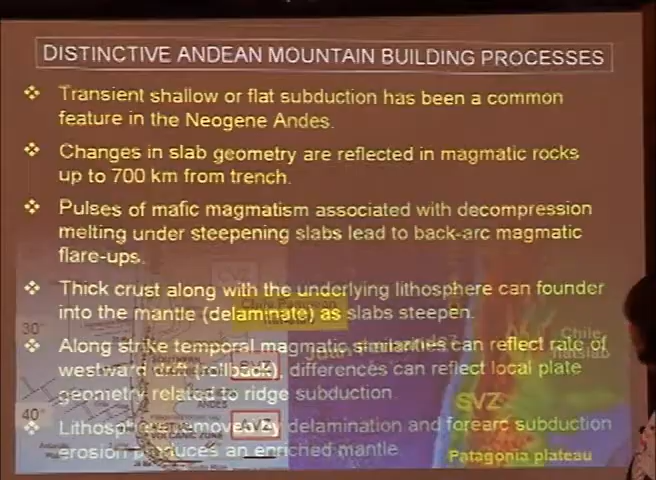 DISTINCTIVE ANDEAN MOUNTAIN BUILDING PROCESSES
Transient shallow or flat subduction has been a common
feature in the Neogene Andes.
Changes in slab geometry are reflected in magmatic rocks
up to 700 km from trench.
Pulses of mafic magmatism associated with decompression
melting under steepening slabs lead to back-arc magmatic
flare-ups.
Thick crust along with the underlying lithosphere can founder
into the mantle (delaminate) as slabs steepen.
30°
Chile
flatslab
Along strike temporal magmatic similarities can reflect rate of
westward drift (rollback), differences can reflect local plate
geometry related to ridge subduction.
SVZ
SVZ
40°
AVZ
Lithosphere removed by delamination and forearc subduction
erosion produces an enriched mantle.
Patagonia plateau